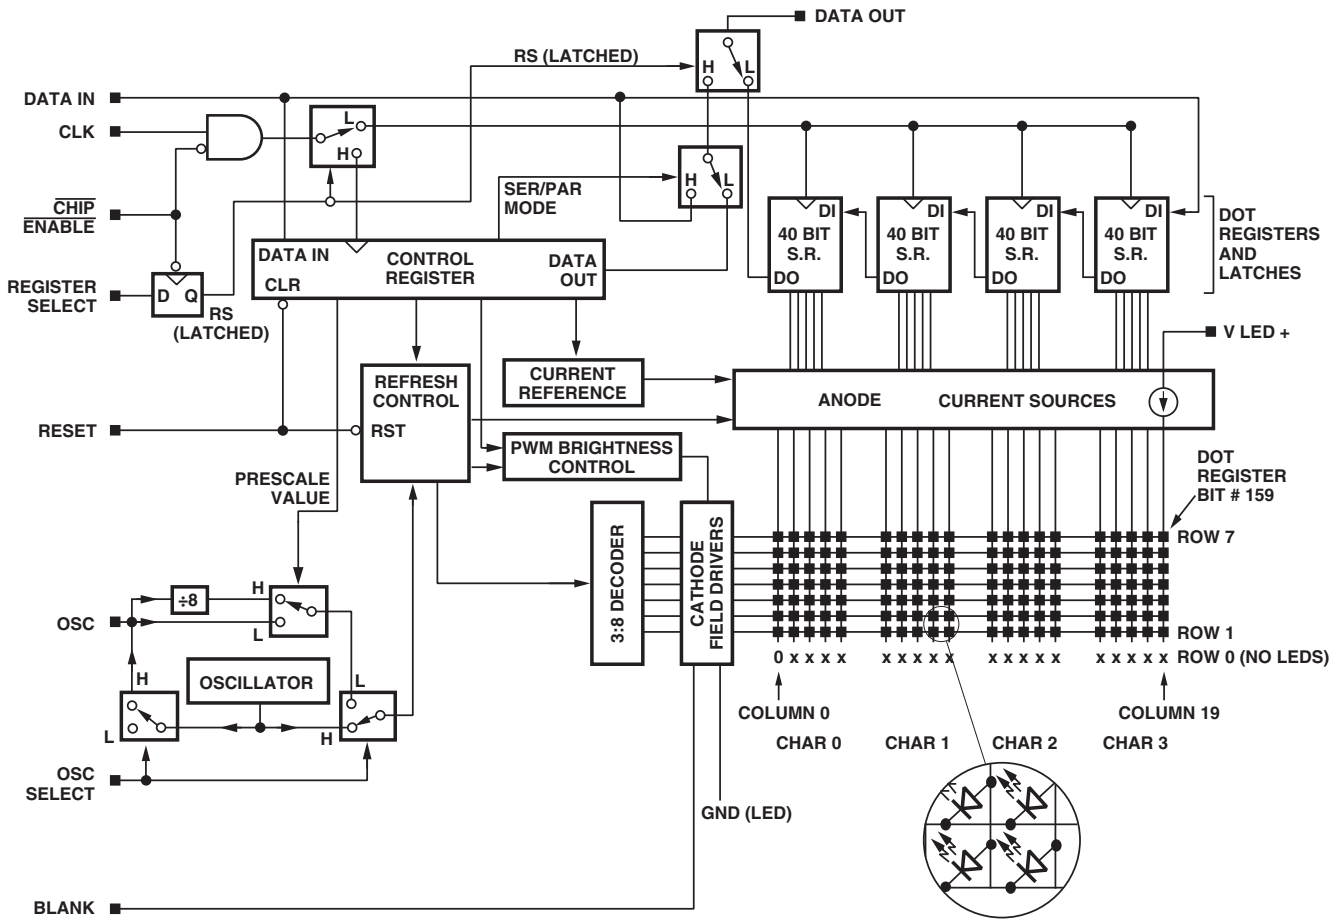 DATA OUT
RS (LATCHED)
H
L
DATA IN
CLK
L
H
H
L
SER/PAR
MODE
CHIP
ENABLE
DI
40 BIT
S.R.
DO
DI
40 BIT
S.R.
DO
DI
40 BIT
S.R.
DO
DI
40 BIT
S.R.
DO
DOT
REGISTERS
AND
LATCHES
DATA IN
CONTROL
REGISTER
DATA
OUT
CLR
REGISTER
SELECT
D Q
RS
(LATCHED)
V LED +
REFRESH
CONTROL
RST
CURRENT
REFERENCE
ANODE CURRENT SOURCES
RESET
PWM BRIGHTNESS
CONTROL
PRESCALE
VALUE
DOT
REGISTER
BIT # 159
3:8 DECODER
CATHODE
FIELD DRIVERS
ROW 7
ROW 1
0 x x x x x x x x x x x x x x x x x x x ROW 0 (NO LEDS)
÷8
H
L
OSC
H
L
OSCILLATOR
L
H
OSC
SELECT
COLUMN 0
COLUMN 19
CHAR 0
CHAR 1
CHAR 2
CHAR 3
GND (LED)
BLANK